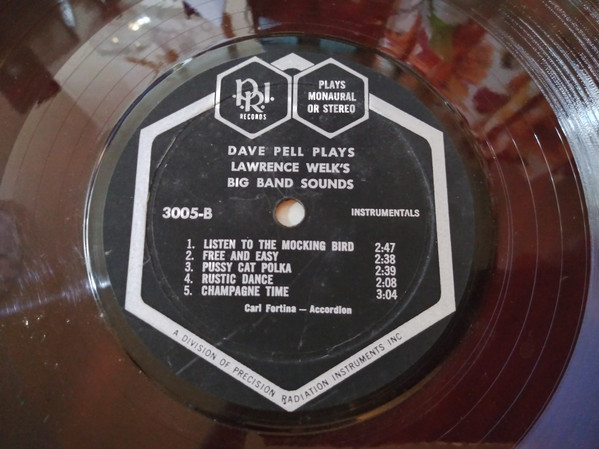 P.R.I.
RECORDS
PLAYS
MONAURAL
OR STEREO
DAVE PELL PLAYS
LAWRENCE WELK'S
BIG BAND SOUNDS
3005-B INSTRUMENTALS
1. LISTEN TO THE MOCKING BIRD 2:47
2. FREE AND EASY 2:38
3. PUSSY CAT POLKA 2:39
4. RUSTIC DANCE 2:08
5. CHAMPAGNE TIME 3:04
Carl Fortina — Accordion
A DIVISION OF PRECISION RADIATION INSTRUMENTS INC